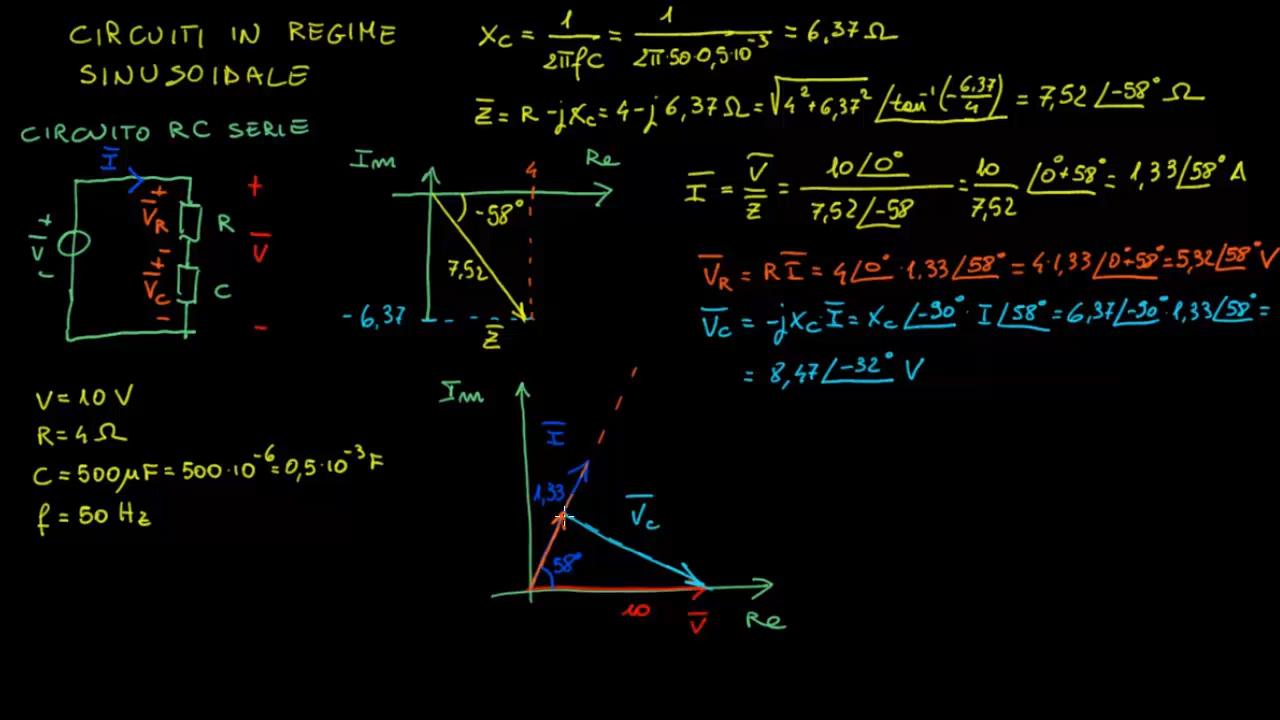 CIRCUITI IN REGIME
SINUSOIDALE
CIRCUITO RC SERIE
I̅
+
V̅
-
+
V̅R
-
+
V̅C
-
R
C
+
V̅
-
V = 10 V
R = 4 Ω
C = 500 μF = 500·10⁻⁶ = 0,5·10⁻³ F
f = 50 Hz
XC = 1/(2πfC) = 1/(2π·50·0,5·10⁻³) = 6,37 Ω
Z̅ = R - jXC = 4 - j 6,37 Ω = √(4² + 6,37²) ∠tan⁻¹(-6,37/4) = 7,52 ∠-58° Ω
Im
Re
4
-58°
7,52
-6,37
Z̅
I̅ = V̅/Z̅ = 10∠0° / 7,52∠-58 = 10/7,52 ∠0°+58° = 1,33∠58° A
V̅R = R I̅ = 4∠0° · 1,33∠58° = 4·1,33∠0+58° = 5,32∠58° V
V̅C = -jXC · I̅ = XC∠-90° · I∠58° = 6,37∠-90° · 1,33∠58° =
= 8,47∠-32° V
Im
I̅
1,33
V̅C
58°
10
V̅
Re